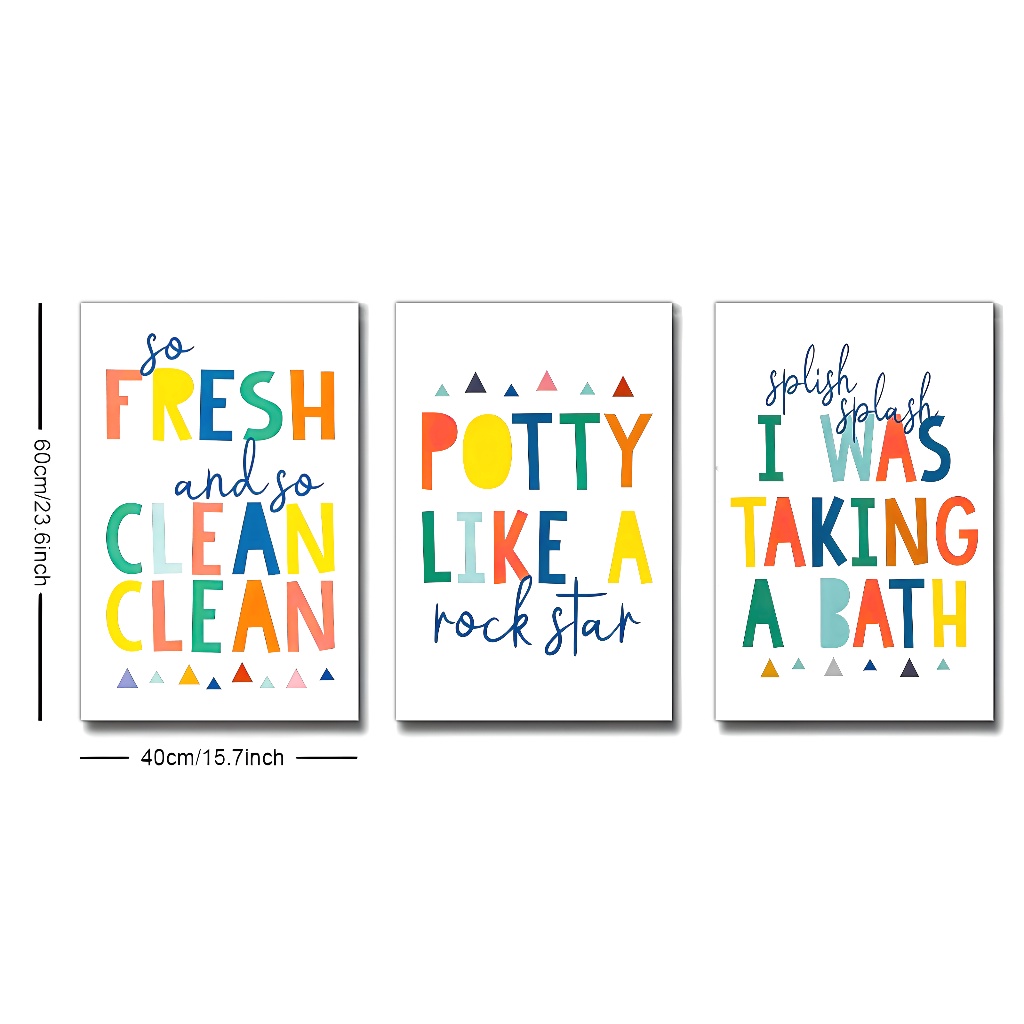 60cm/23.6inch
so
FRESH
and so
CLEAN
CLEAN
POTTY
LIKE A
rock star
splish
splash
I WAS
TAKING
A BATH
40cm/15.7inch